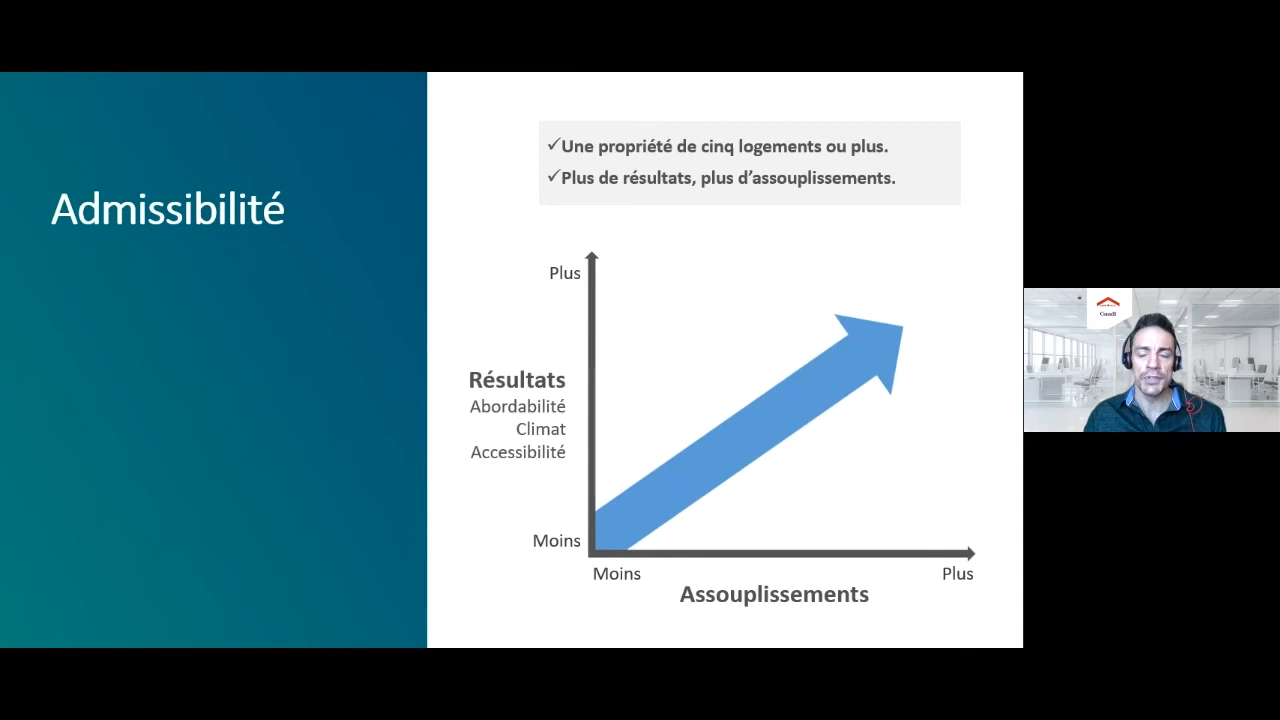 Admissibilité
✓Une propriété de cinq logements ou plus.
✓Plus de résultats, plus d’assouplissements.
Plus
Résultats
Abordabilité
Climat
Accessibilité
Moins
Moins
Plus
Assouplissements
Canada